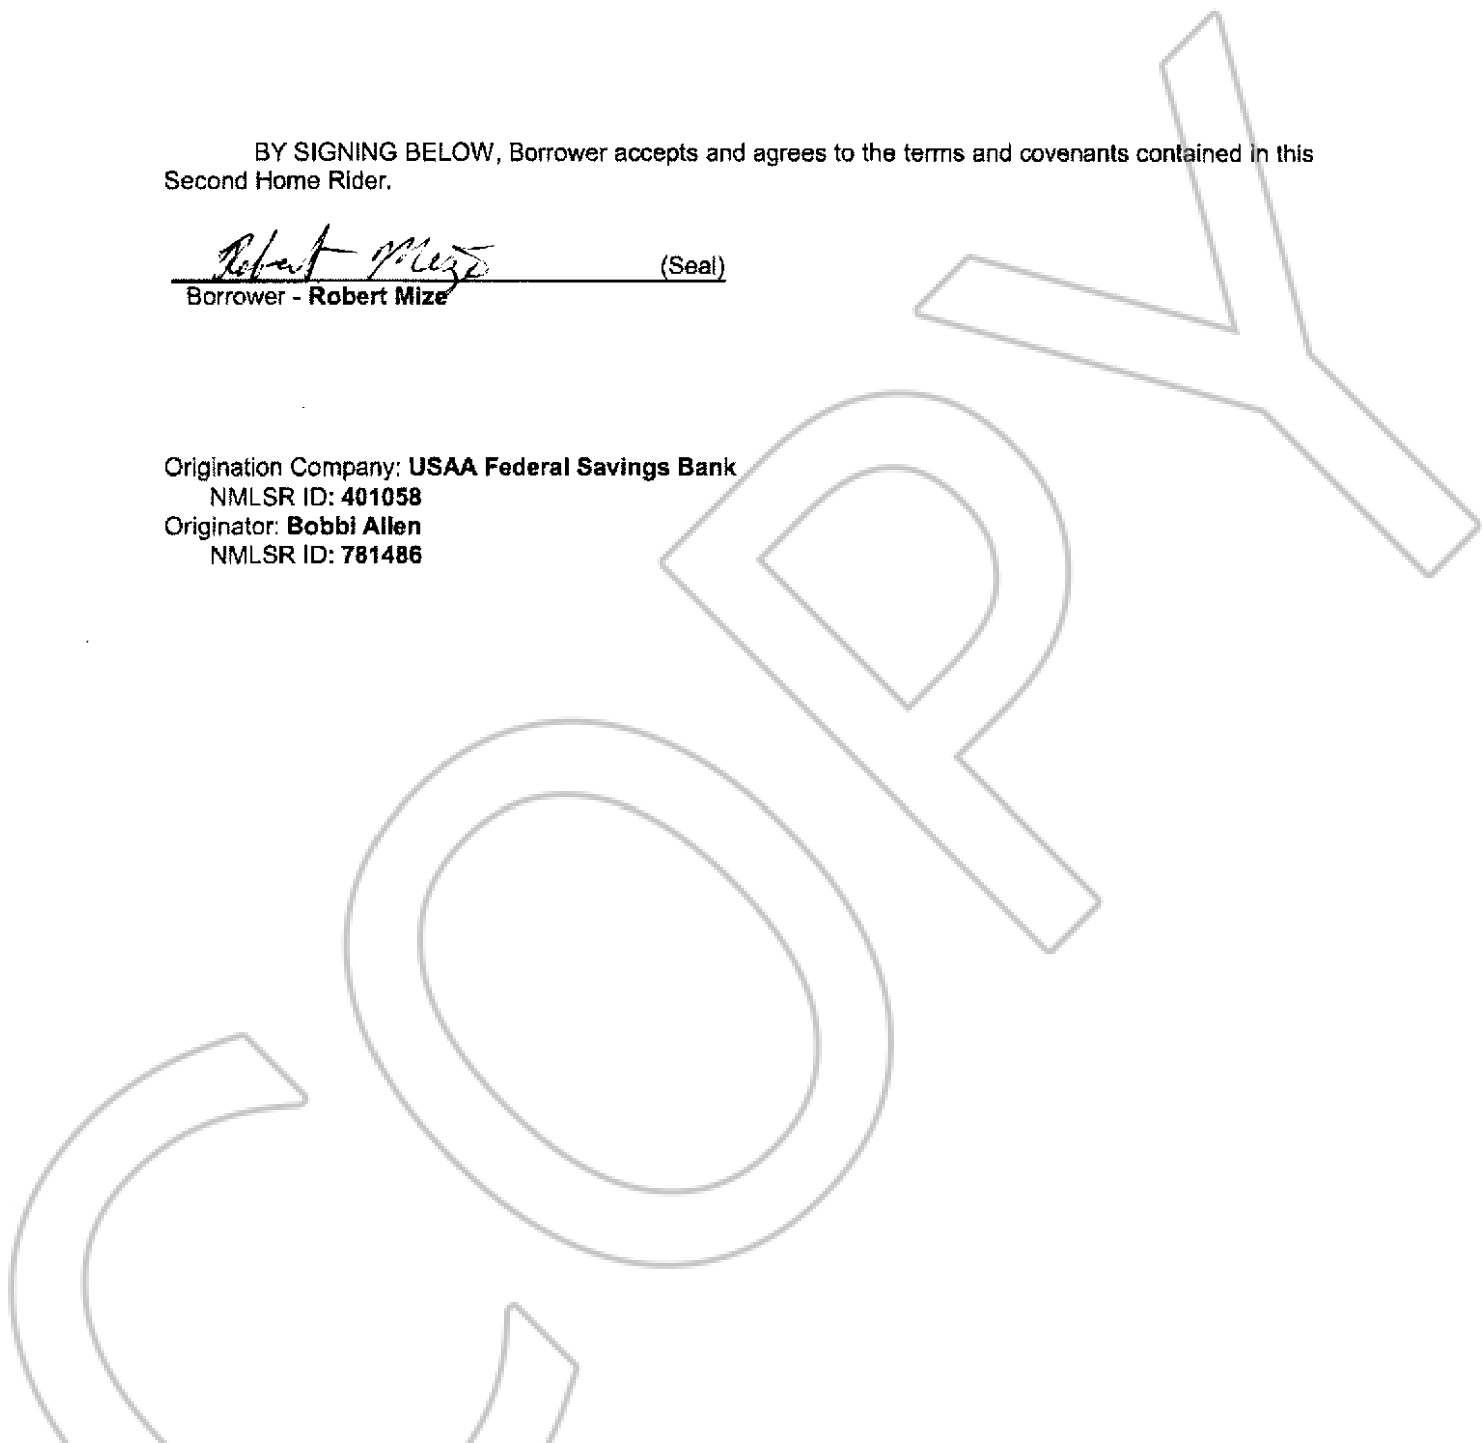 BY SIGNING BELOW, Borrower accepts and agrees to the terms and covenants contained in this
Second Home Rider.
Robert Mize
(Seal)
Borrower - Robert Mize
Origination Company: USAA Federal Savings Bank
NMLSR ID: 401058
Originator: Bobbi Allen
NMLSR ID: 781486
COPY